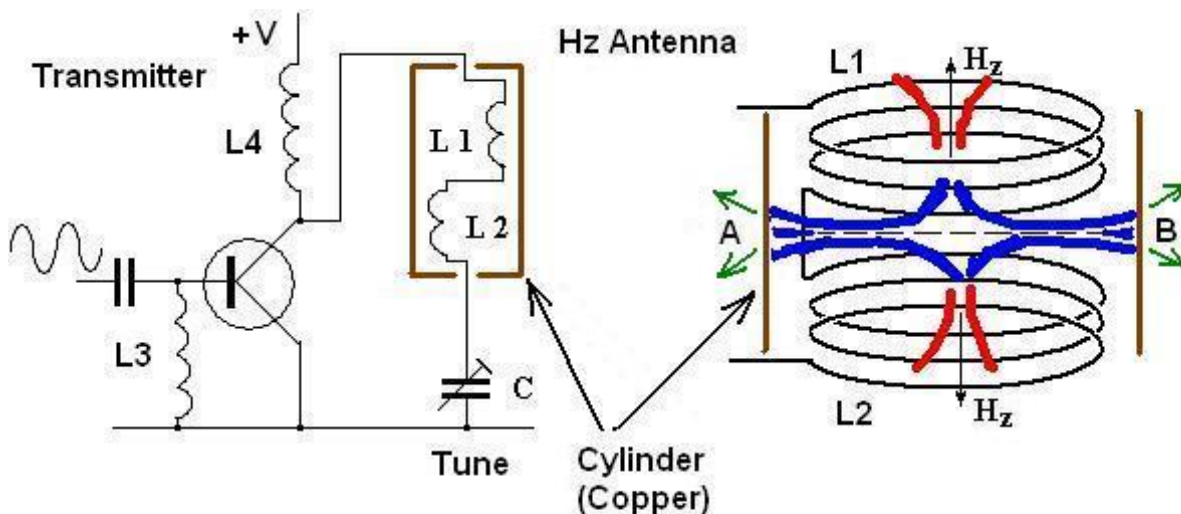 +V
Hz Antenna
Transmitter
L1
Hz
L4
L 1
L 2
A
B
L3
C
L2
Hz
Tune
Cylinder
(Copper)